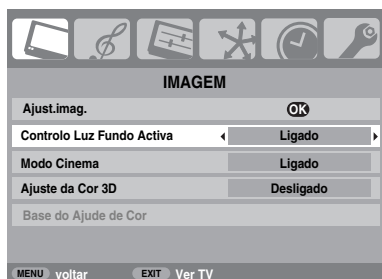 IMAGEM
Ajust.imag. OK
Controlo Luz Fundo Activa Ligado
Modo Cinema Ligado
Ajuste da Cor 3D Desligado
Base do Ajude de Cor
MENU voltar EXIT Ver TV